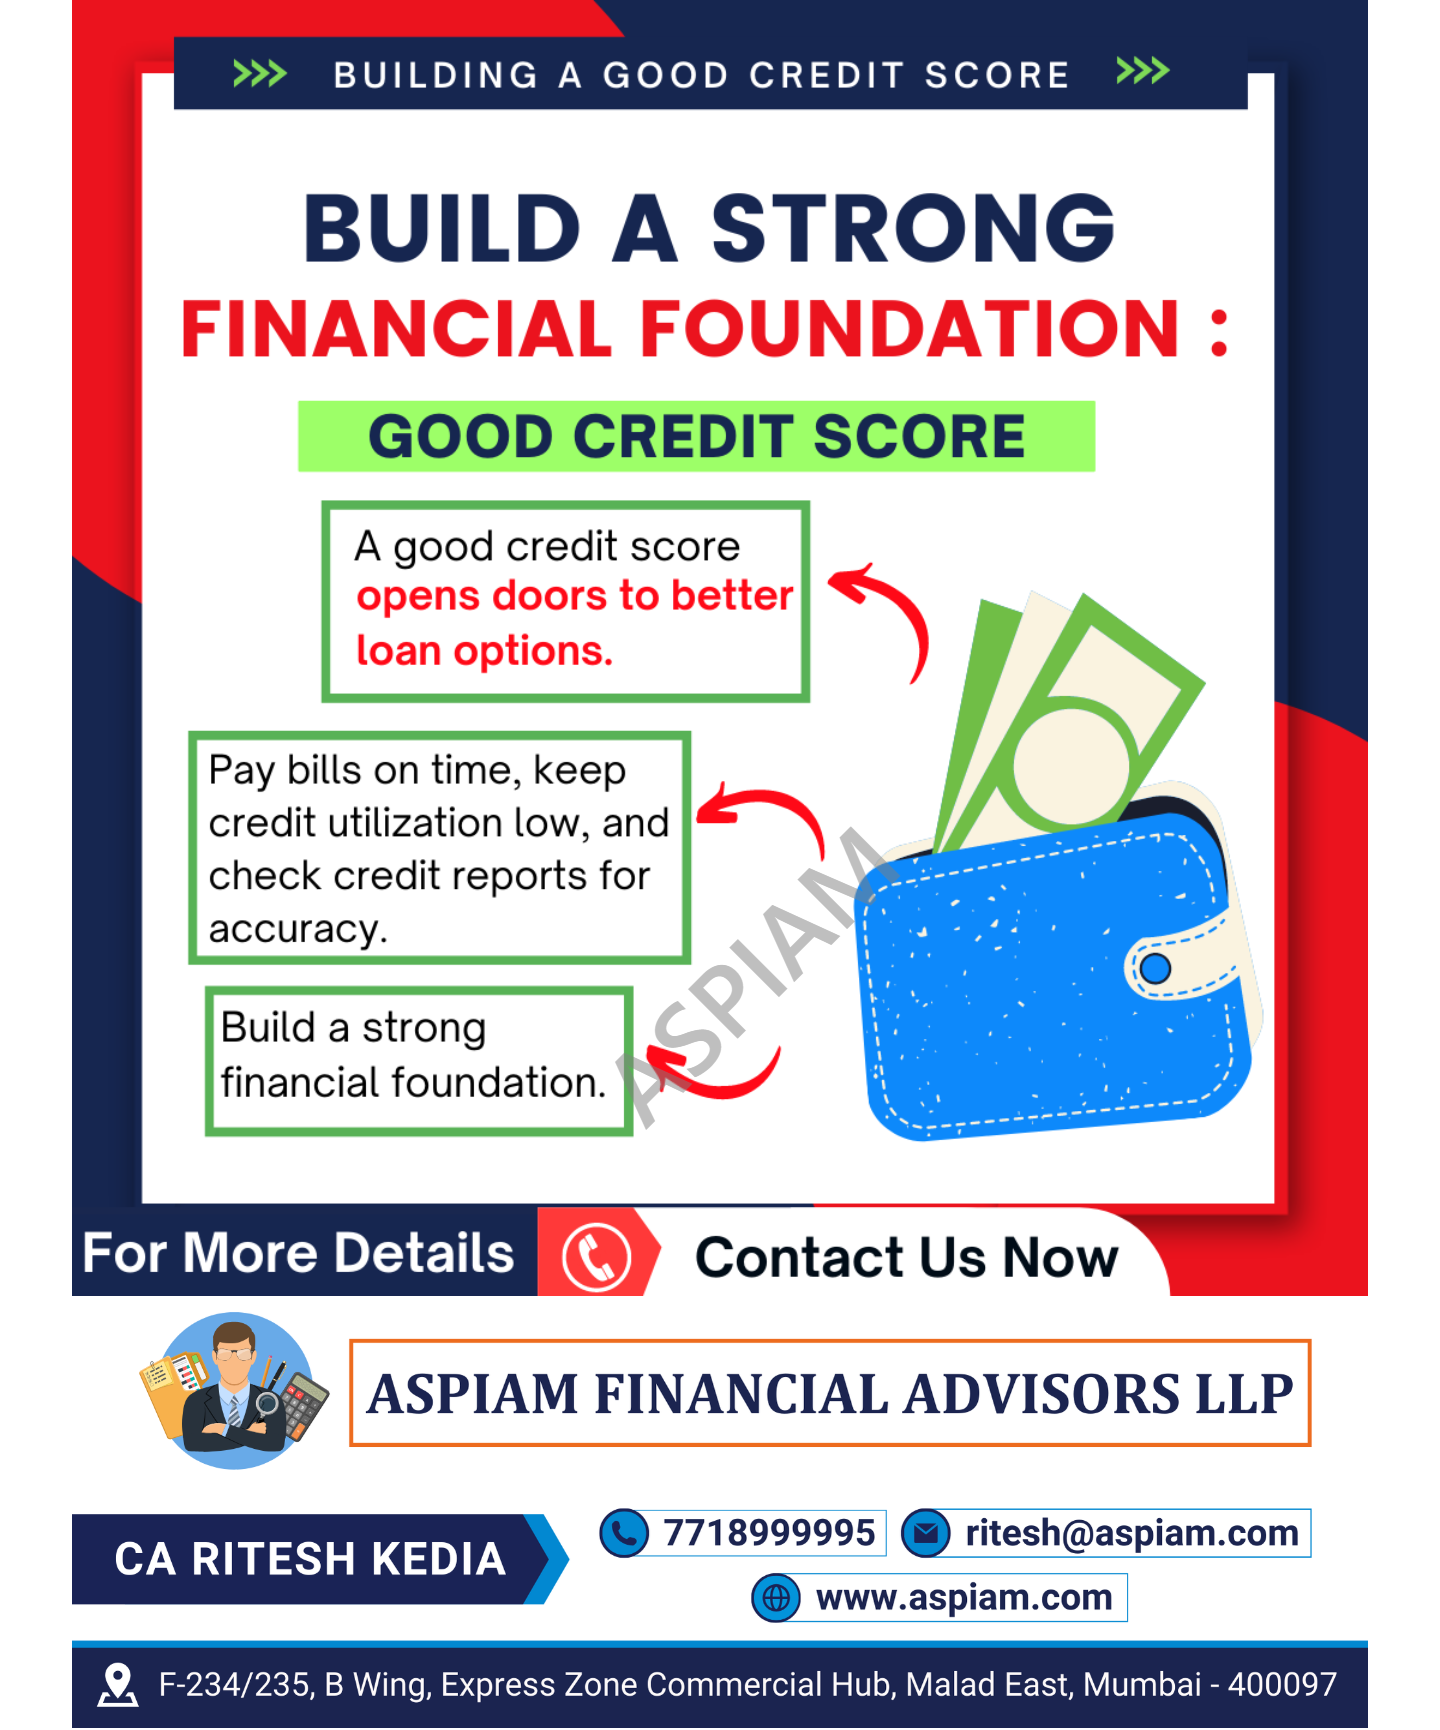 >>> BUILDING A GOOD CREDIT SCORE >>>
BUILD A STRONG
FINANCIAL FOUNDATION :
GOOD CREDIT SCORE
A good credit score
opens doors to better
loan options.
Pay bills on time, keep
credit utilization low, and
check credit reports for
accuracy.
Build a strong
financial foundation.
ASPIAM
For More Details
Contact Us Now
ASPIAM FINANCIAL ADVISORS LLP
CA RITESH KEDIA
7718999995
ritesh@aspiam.com
www.aspiam.com
F-234/235, B Wing, Express Zone Commercial Hub, Malad East, Mumbai - 400097